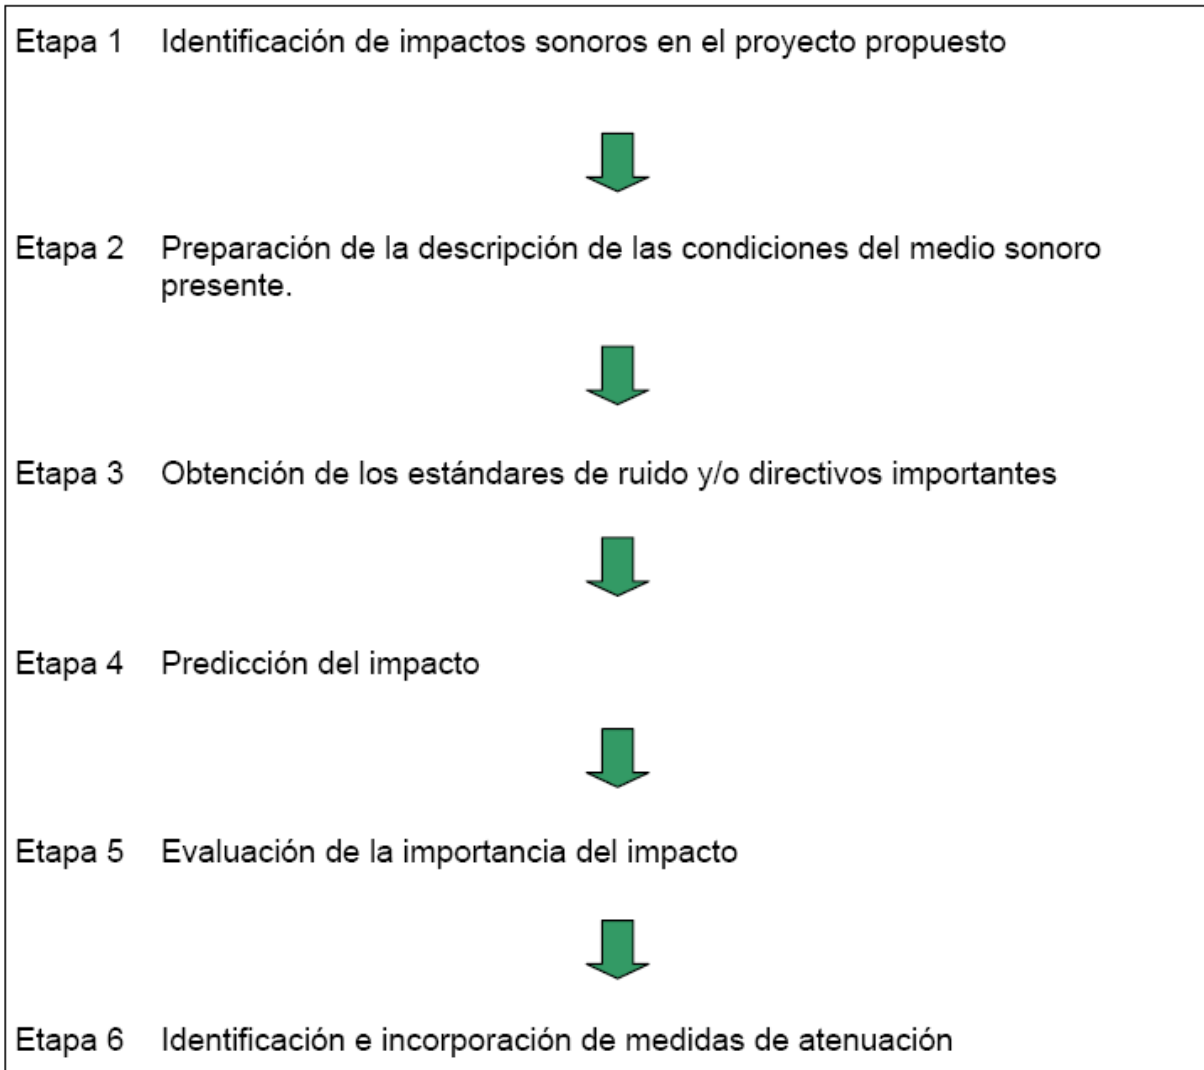 Etapa 1 Identificación de impactos sonoros en el proyecto propuesto
Etapa 2 Preparación de la descripción de las condiciones del medio sonoro
presente.
Etapa 3 Obtención de los estándares de ruido y/o directivos importantes
Etapa 4 Predicción del impacto
Etapa 5 Evaluación de la importancia del impacto
Etapa 6 Identificación e incorporación de medidas de atenuación